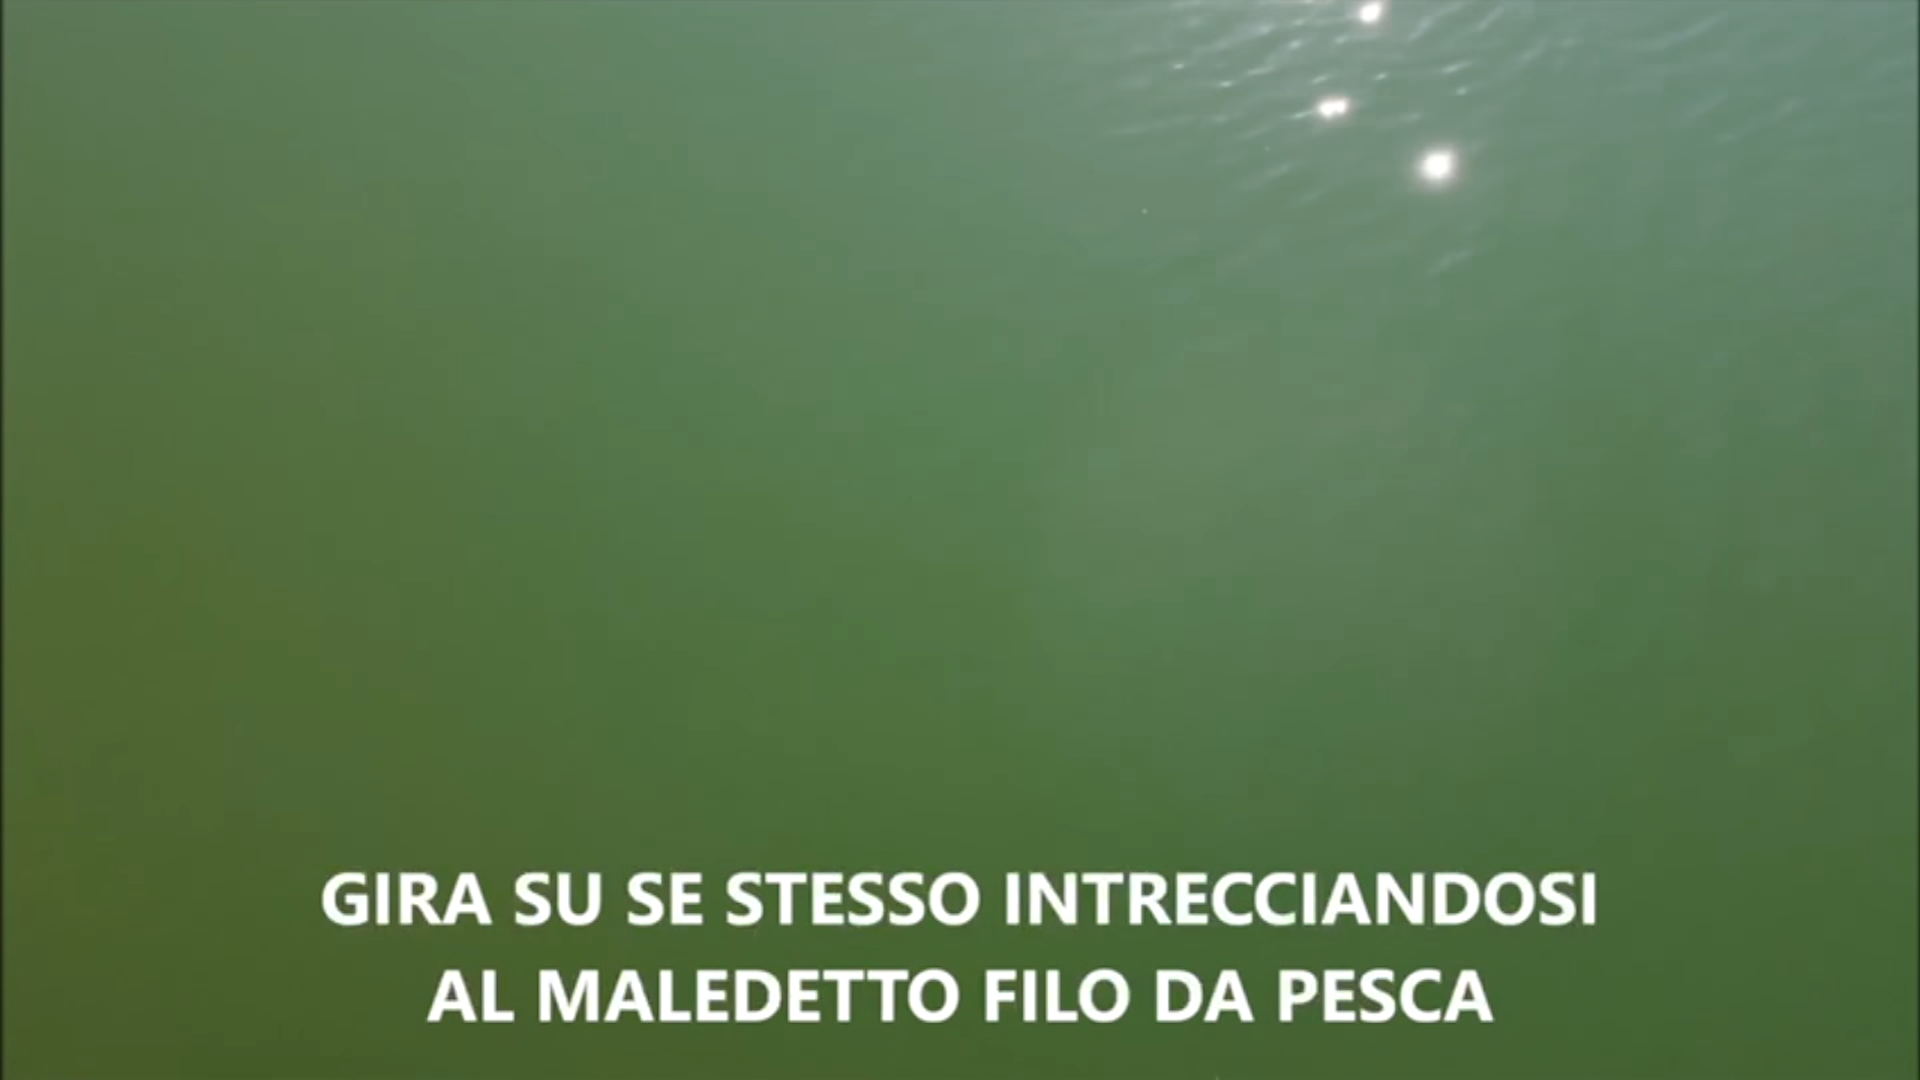 GIRA SU SE STESSO INTRECCIANDOSI
AL MALEDETTO FILO DA PESCA